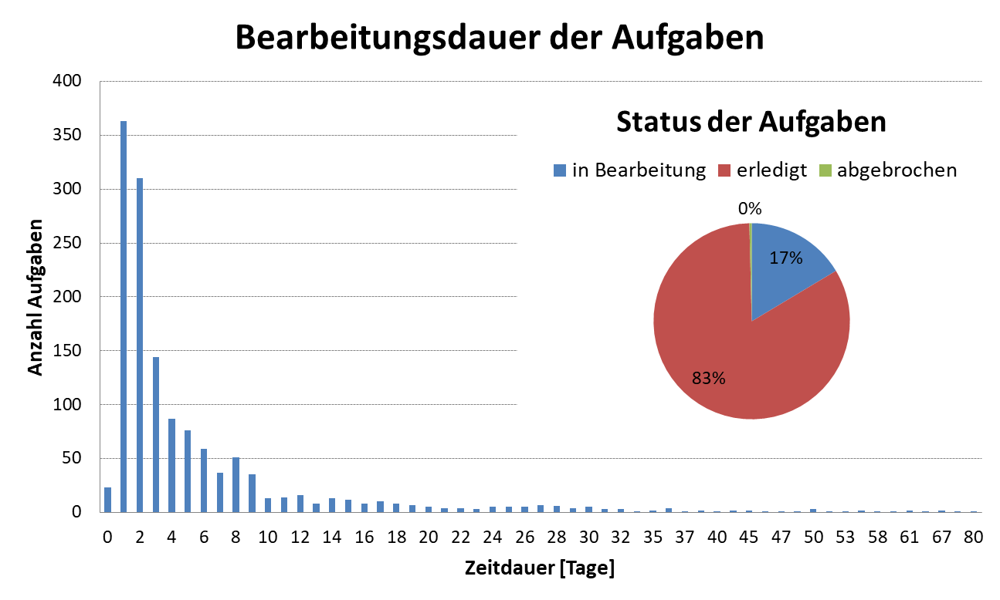 Bearbeitungsdauer der Aufgaben
400
350
300
250
200
150
100
50
0
Anzahl Aufgaben
Status der Aufgaben
in Bearbeitung erledigt abgebrochen
0%
17%
83%
0 2 4 6 8 10 12 14 16 18 20 22 24 26 28 30 32 35 37 40 45 47 50 53 58 61 67 80
Zeitdauer [Tage]